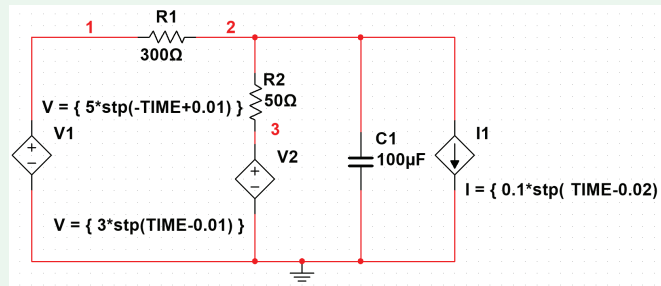 R1
1
2
300Ω
R2
50Ω
V = { 5*stp(-TIME+0.01) }
3
V1
V2
C1
100µF
I1
I = { 0.1*stp( TIME-0.02)
V = { 3*stp(TIME-0.01) }
+
−
+
−